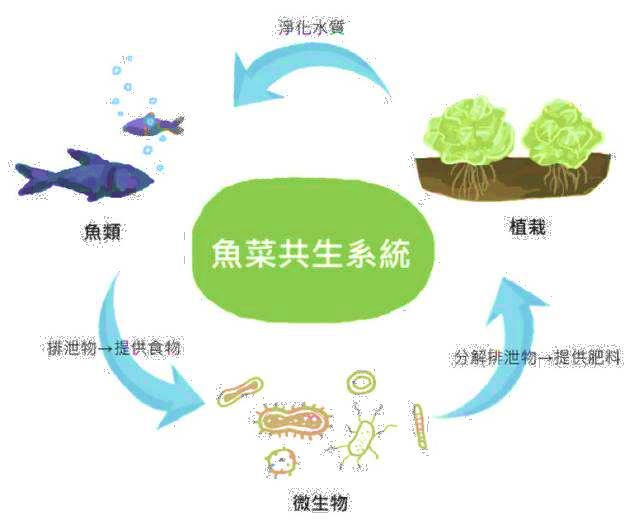 淨化水質
魚類
植栽
魚菜共生系統
排泄物→提供食物
分解排泄物→提供肥料
微生物